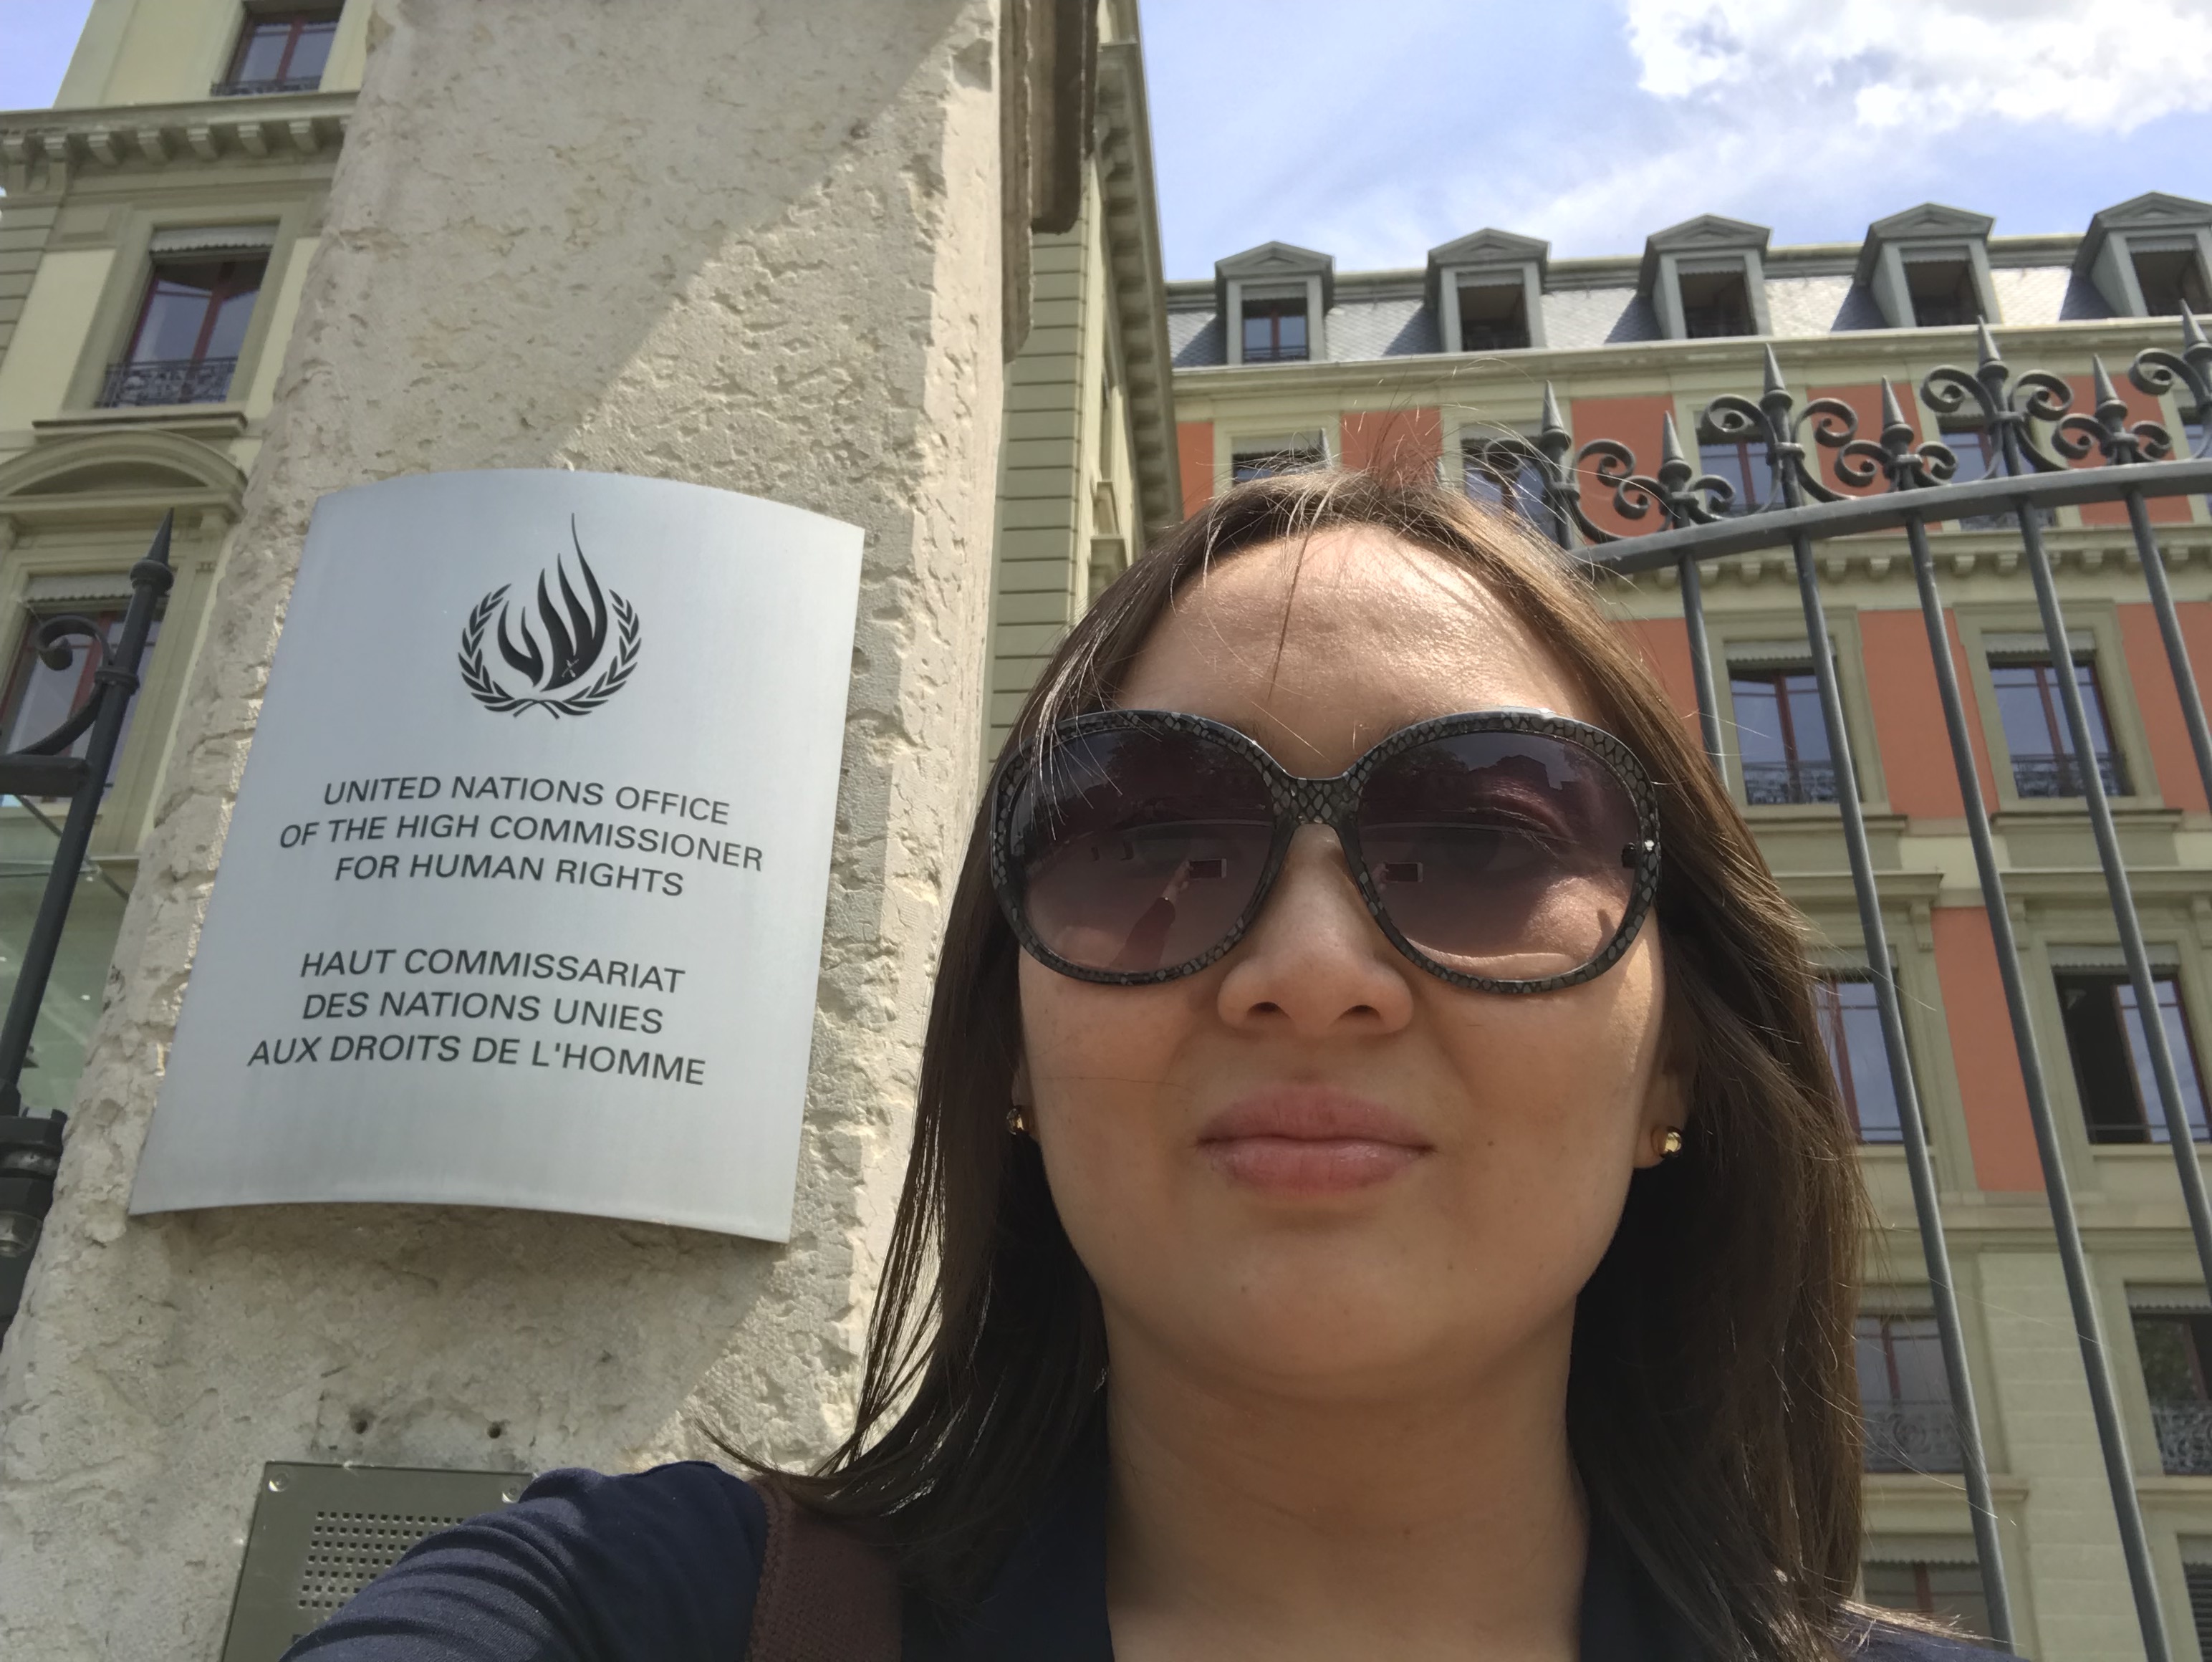 UNITED NATIONS OFFICE
OF THE HIGH COMMISSIONER
FOR HUMAN RIGHTS
HAUT COMMISSARIAT
DES NATIONS UNIES
AUX DROITS DE L'HOMME